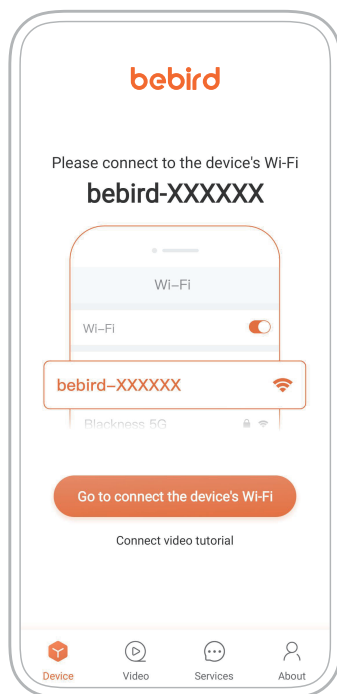 bebird
Please connect to the device's Wi-Fi
bebird-XXXXXX
Wi-Fi
Wi-Fi
bebird-XXXXXX
Blackness 5G
Go to connect the device's Wi-Fi
Connect video tutorial
Device Video Services About